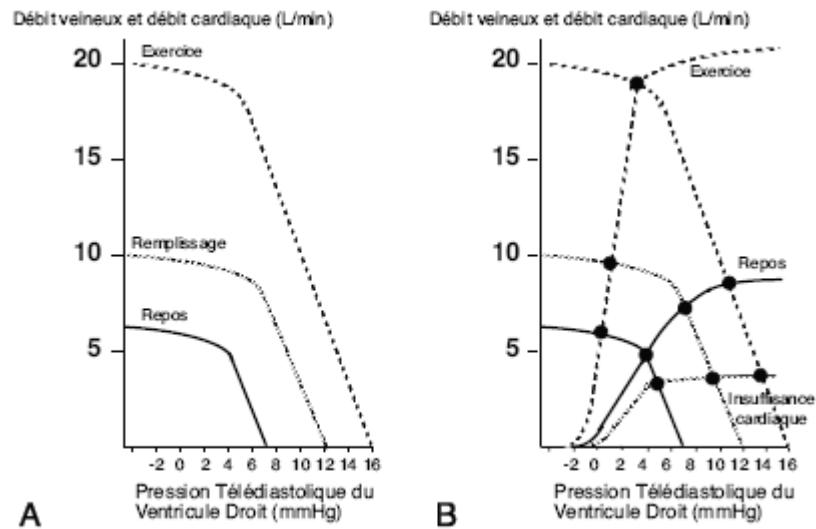 Débit veineux et débit cardiaque (L/min)
20
Exercice
15
Remplissage
10
Repos
5
-2 0 2 4 6 8 10 12 14 16
A
Pression Télédiastolique du
Ventricule Droit (mmHg)
Débit veineux et débit cardiaque (L/min)
20
Exercice
15
10
Repos
5
Insuffisance
cardiaque
-2 0 2 4 6 8 10 12 14 16
B
Pression Télédiastolique du
Ventricule Droit (mmHg)